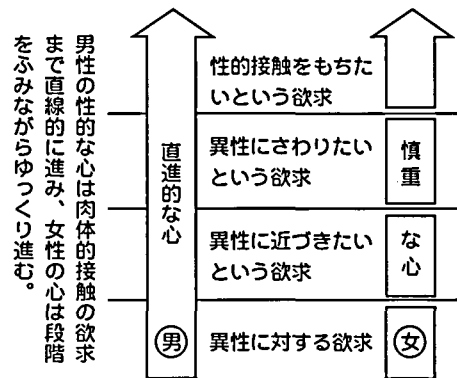 男性の性的な心は肉体的接触の欲求
まで直線的に進み、女性の心は段階
をふみながらゆっくり進む。
直進的な心
男
性的接触をもちた
いという欲求
異性にさわりたい
という欲求
異性に近づきたい
という欲求
異性に対する欲求
慎重
な心
女